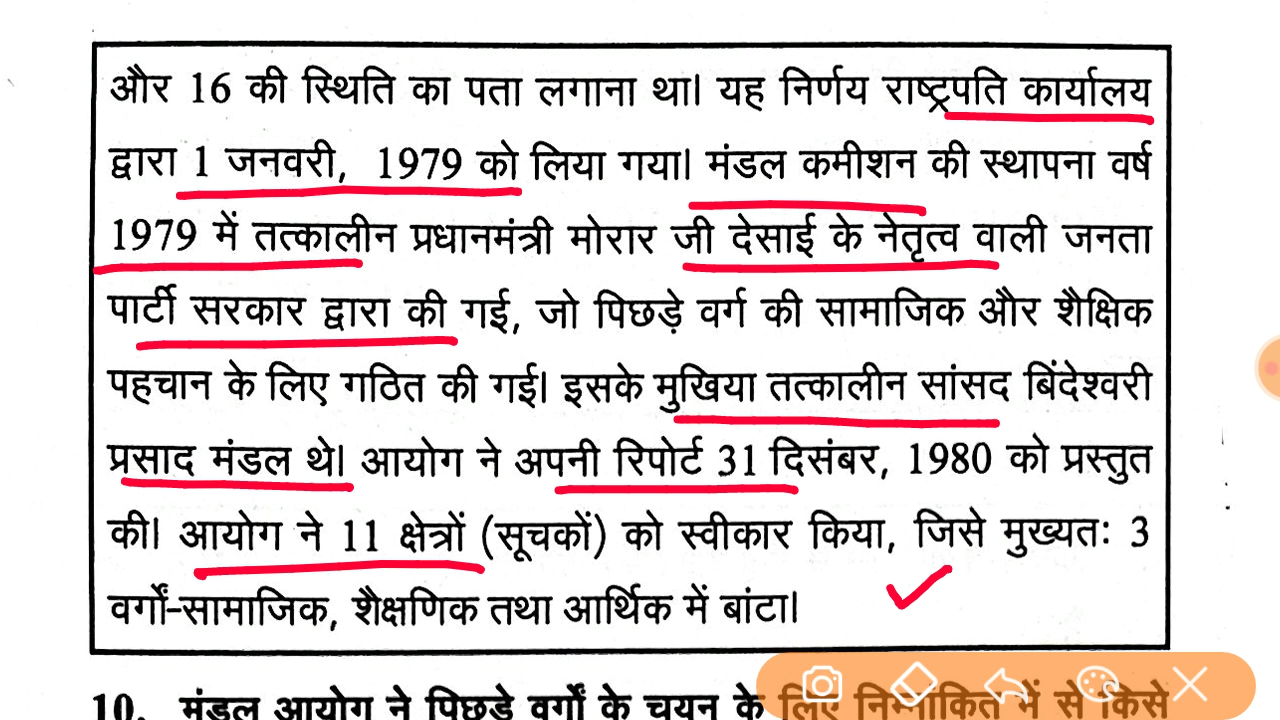 और 16 की स्थिति का पता लगाना था। यह निर्णय राष्ट्रपति कार्यालय
द्वारा 1 जनवरी, 1979 को लिया गया। मंडल कमीशन की स्थापना वर्ष
1979 में तत्कालीन प्रधानमंत्री मोरार जी देसाई के नेतृत्व वाली जनता
पार्टी सरकार द्वारा की गई, जो पिछड़े वर्ग की सामाजिक और शैक्षिक
पहचान के लिए गठित की गई। इसके मुखिया तत्कालीन सांसद बिंदेश्वरी
प्रसाद मंडल थे। आयोग ने अपनी रिपोर्ट 31 दिसंबर, 1980 को प्रस्तुत
की। आयोग ने 11 क्षेत्रों (सूचकों) को स्वीकार किया, जिसे मुख्यतः 3
वर्गों-सामाजिक, शैक्षणिक तथा आर्थिक में बांटा।
10. मंडल आयोग ने पिछड़े वर्गों के चयन के लिए निम्नांकित में से किसे